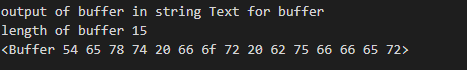 output of buffer in string Text for buffer
length of buffer 15
<Buffer 54 65 78 74 20 66 6f 72 20 62 75 66 66 65 72>